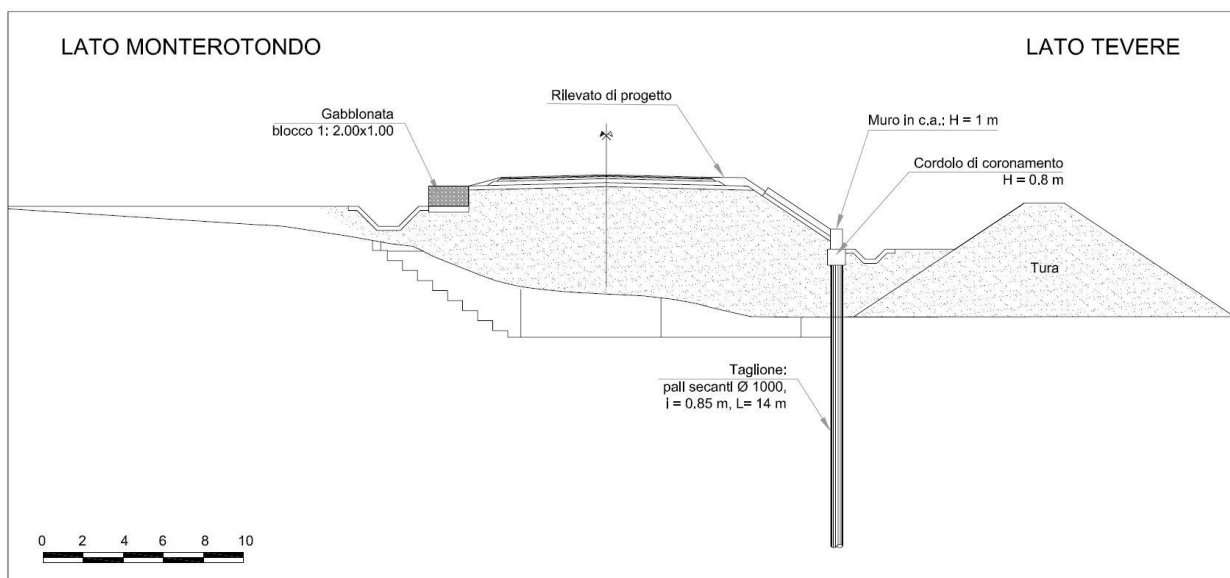 LATO MONTEROTONDO
LATO TEVERE
Rilevato di progetto
Gabbionata
blocco 1: 2.00x1.00
Muro in c.a.: H = 1 m
Cordolo di coronamento
H = 0.8 m
Tura
Taglione:
pali secanti Ø 1000,
i = 0.85 m, L= 14 m
0 2 4 6 8 10